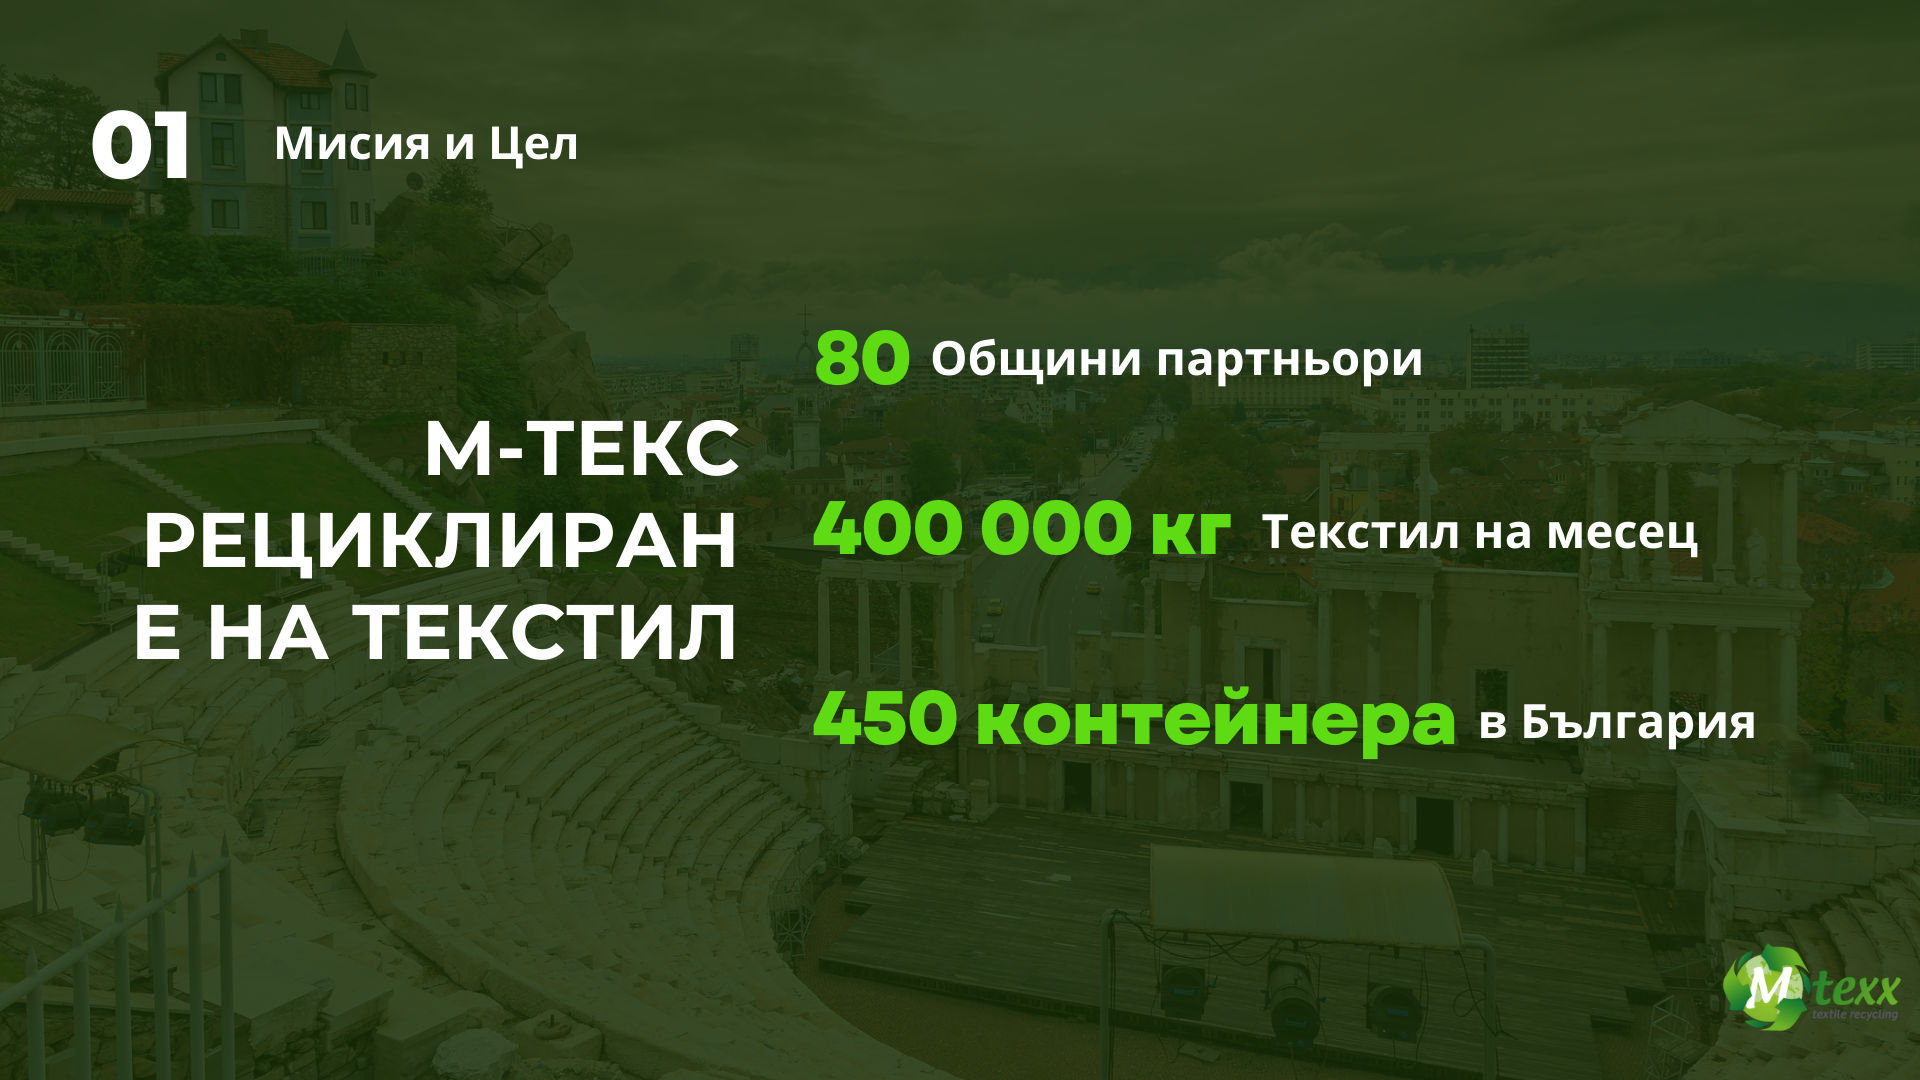 01 Мисия и Цел
80 Общини партньори
М-ТЕКС
РЕЦИКЛИРАН
Е НА ТЕКСТИЛ
400 000 кг Текстил на месец
450 контейнера в България
M texx
textile recycling